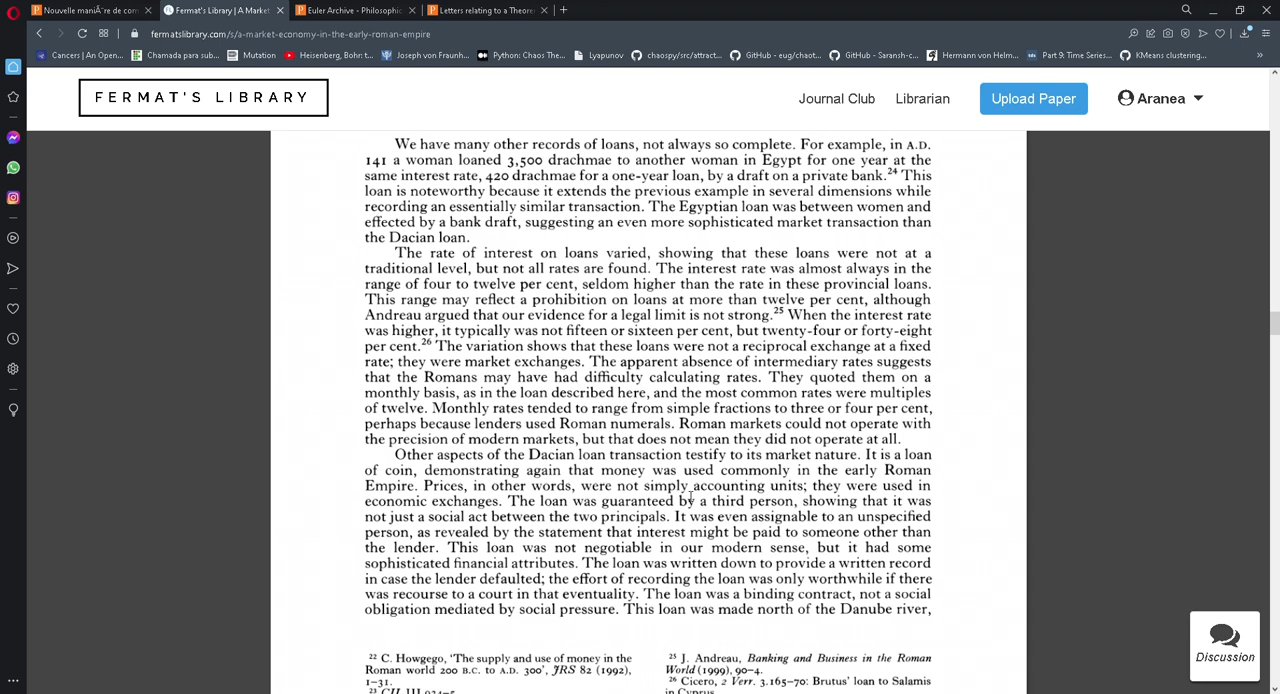 Nouvelle maniÃ¨re de com
Fermat's Library | A Market
Euler Archive - Philosophic
Letters relating to a Theore
fermatslibrary.com/s/a-market-economy-in-the-early-roman-empire
Cancers | An Open...
Chamada para sub...
Mutation
Heisenberg, Bohr: t...
Joseph von Fraunh...
Python: Chaos The...
Lyapunov
chaospy/src/attract...
GitHub - eug/chaot...
GitHub - Saransh-c...
Hermann von Helm...
Part 9: Time Series...
KMeans clustering...
FERMAT'S LIBRARY
Journal Club
Librarian
Upload Paper
Aranea
We have many other records of loans, not always so complete. For example, in A.D.
141 a woman loaned 3,500 drachmae to another woman in Egypt for one year at the
same interest rate, 420 drachmae for a one-year loan, by a draft on a private bank.24 This
loan is noteworthy because it extends the previous example in several dimensions while
recording an essentially similar transaction. The Egyptian loan was between women and
effected by a bank draft, suggesting an even more sophisticated market transaction than
the Dacian loan.
The rate of interest on loans varied, showing that these loans were not at a
traditional level, but not all rates are found. The interest rate was almost always in the
range of four to twelve per cent, seldom higher than the rate in these provincial loans.
This range may reflect a prohibition on loans at more than twelve per cent, although
Andreau argued that our evidence for a legal limit is not strong.25 When the interest rate
was higher, it typically was not fifteen or sixteen per cent, but twenty-four or forty-eight
per cent.26 The variation shows that these loans were not a reciprocal exchange at a fixed
rate; they were market exchanges. The apparent absence of intermediary rates suggests
that the Romans may have had difficulty calculating rates. They quoted them on a
monthly basis, as in the loan described here, and the most common rates were multiples
of twelve. Monthly rates tended to range from simple fractions to three or four per cent,
perhaps because lenders used Roman numerals. Roman markets could not operate with
the precision of modern markets, but that does not mean they did not operate at all.
Other aspects of the Dacian loan transaction testify to its market nature. It is a loan
of coin, demonstrating again that money was used commonly in the early Roman
Empire. Prices, in other words, were not simply accounting units; they were used in
economic exchanges. The loan was guaranteed by a third person, showing that it was
not just a social act between the two principals. It was even assignable to an unspecified
person, as revealed by the statement that interest might be paid to someone other than
the lender. This loan was not negotiable in our modern sense, but it had some
sophisticated financial attributes. The loan was written down to provide a written record
in case the lender defaulted; the effort of recording the loan was only worthwhile if there
was recourse to a court in that eventuality. The loan was a binding contract, not a social
obligation mediated by social pressure. This loan was made north of the Danube river,
22 C. Howgego, 'The supply and use of money in the
Roman world 200 B.C. to A.D. 300', JRS 82 (1992),
1–31.
23 CIL III 934–5.
25 J. Andreau, Banking and Business in the Roman
World (1999), 90–4.
26 Cicero, 2 Verr. 3.165–70: Brutus' loan to Salamis
in Cyprus.
Discussion